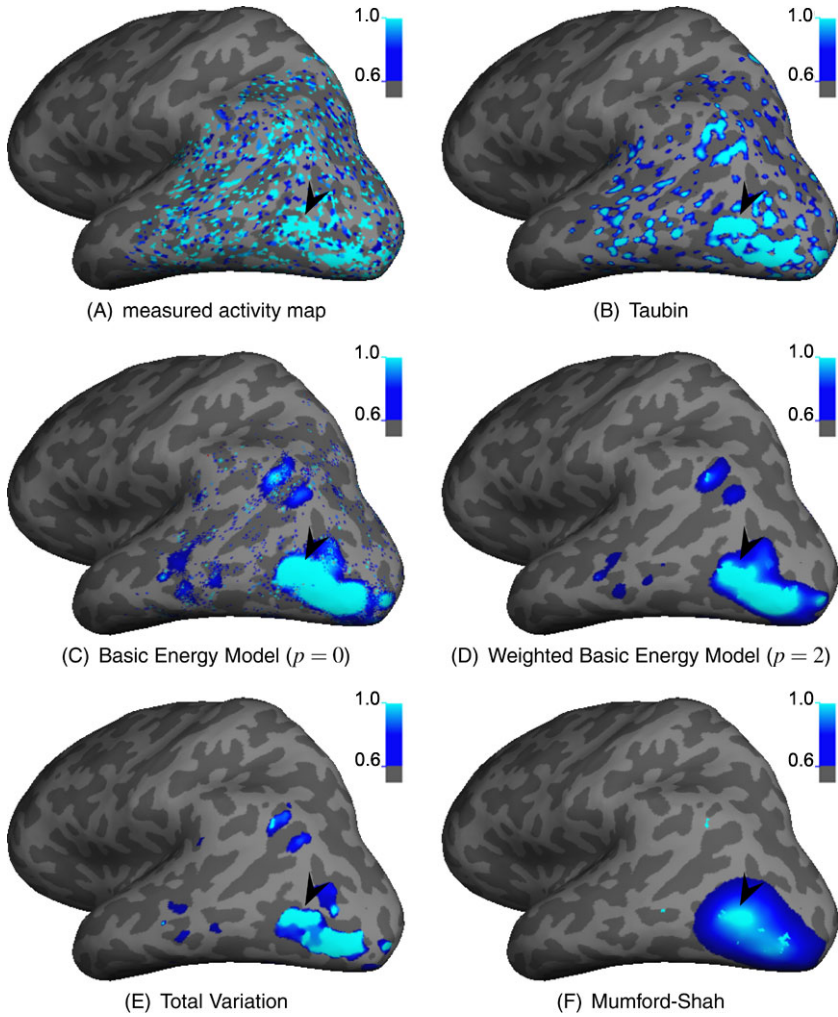 1.0
0.6
(A) measured activity map
1.0
0.6
(B) Taubin
1.0
0.6
(C) Basic Energy Model (p = 0)
1.0
0.6
(D) Weighted Basic Energy Model (p = 2)
1.0
0.6
(E) Total Variation
1.0
0.6
(F) Mumford-Shah